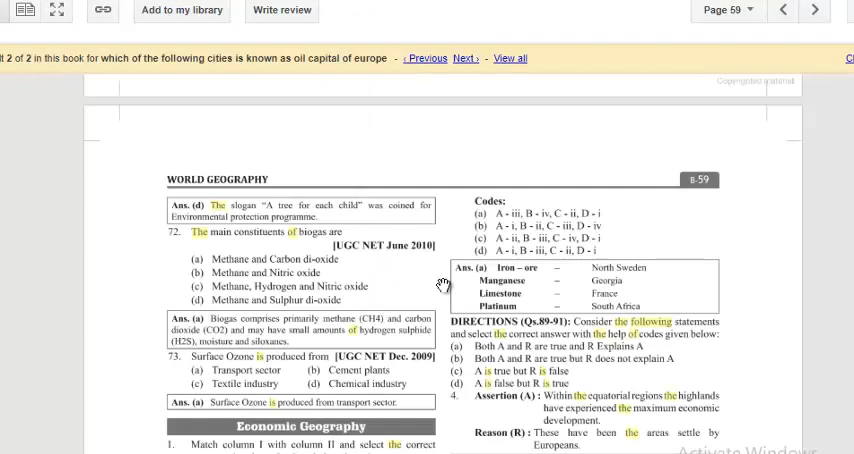 Add to my library
Write review
Page 59
lt 2 of 2 in this book for which of the following cities is known as oil capital of europe - ‹ Previous Next › - View all
Copyrighted material
WORLD GEOGRAPHY
B-59
Ans. (d) The slogan "A tree for each child" was coined for
Environmental protection programme.
72. The main constituents of biogas are
[UGC NET June 2010]
(a) Methane and Carbon di-oxide
(b) Methane and Nitric oxide
(c) Methane, Hydrogen and Nitric oxide
(d) Methane and Sulphur di-oxide
Ans. (a) Biogas comprises primarily methane (CH4) and carbon
dioxide (CO2) and may have small amounts of hydrogen sulphide
(H2S), moisture and siloxanes.
73. Surface Ozone is produced from [UGC NET Dec. 2009]
(a) Transport sector (b) Cement plants
(c) Textile industry (d) Chemical industry
Ans. (a) Surface Ozone is produced from transport sector.
Economic Geography
1. Match column I with column II and select the correct
Codes:
(a) A - iii, B - iv, C - ii, D - i
(b) A - i, B - ii, C - iii, D - iv
(c) A - ii, B - iii, C - iv, D - i
(d) A - i, B - iii, C - ii, D - i
Ans. (a) Iron – ore – North Sweden
Manganese – Georgia
Limestone – France
Platinum – South Africa
DIRECTIONS (Qs.89-91): Consider the following statements
and select the correct answer with the help of codes given below:
(a) Both A and R are true and R Explains A
(b) Both A and R are true but R does not explain A
(c) A is true but R is false
(d) A is false but R is true
4. Assertion (A) : Within the equatorial regions the highlands
have experienced the maximum economic
development.
Reason (R) : These have been the areas settle by
Europeans.
Activate Windows